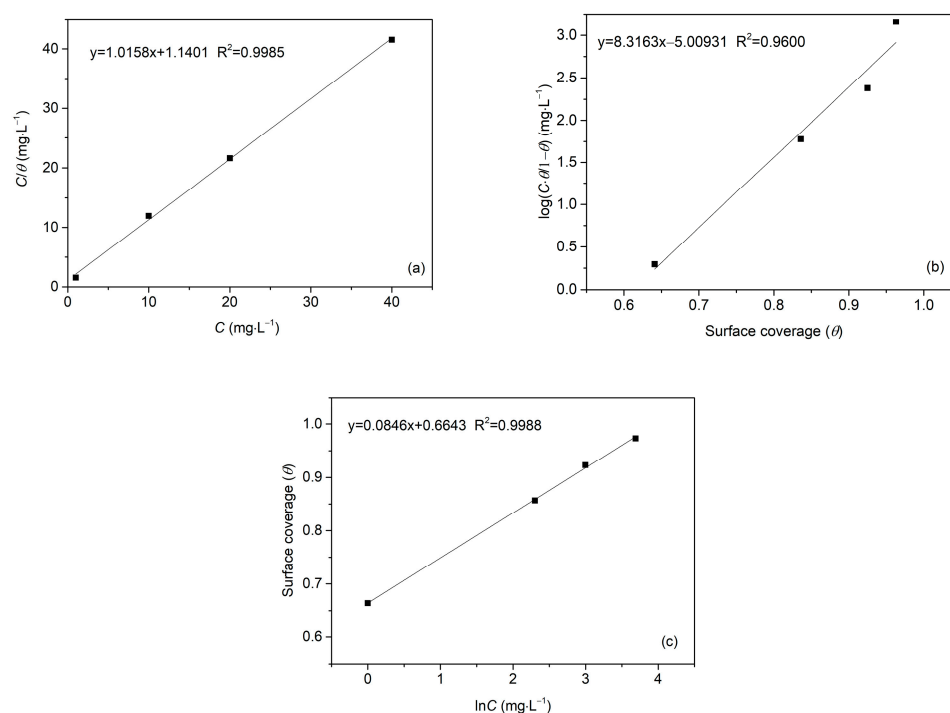 y=1.0158x+1.1401 R²=0.9985
40
30
20
10
0
C/θ (mg·L⁻¹)
(a)
0 10 20 30 40
C (mg·L⁻¹)
y=8.3163x−5.00931 R²=0.9600
3.0
2.5
2.0
1.5
1.0
0.5
0.0
log(C·θ/1−θ) (mg·L⁻¹)
(b)
0.6 0.7 0.8 0.9 1.0
Surface coverage (θ)
y=0.0846x+0.6643 R²=0.9988
1.0
0.9
0.8
0.7
0.6
Surface coverage (θ)
(c)
0 1 2 3 4
lnC (mg·L⁻¹)